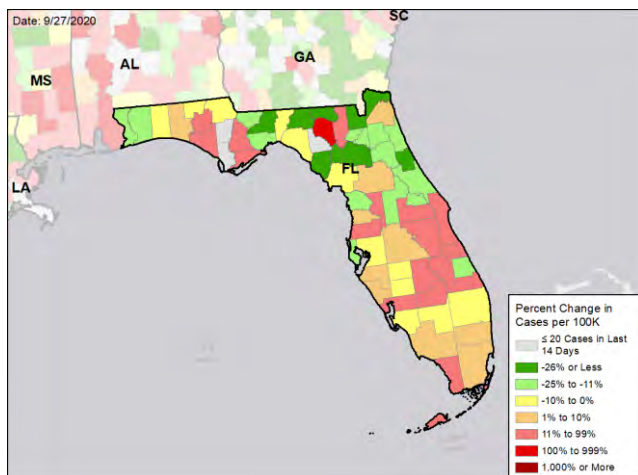 Date: 9/27/2020
SC
AL
GA
MS
LA
FL
Percent Change in
Cases per 100K
≤ 20 Cases in Last
14 Days
-26% or Less
-25% to -11%
-10% to 0%
1% to 10%
11% to 99%
100% to 999%
1,000% or More